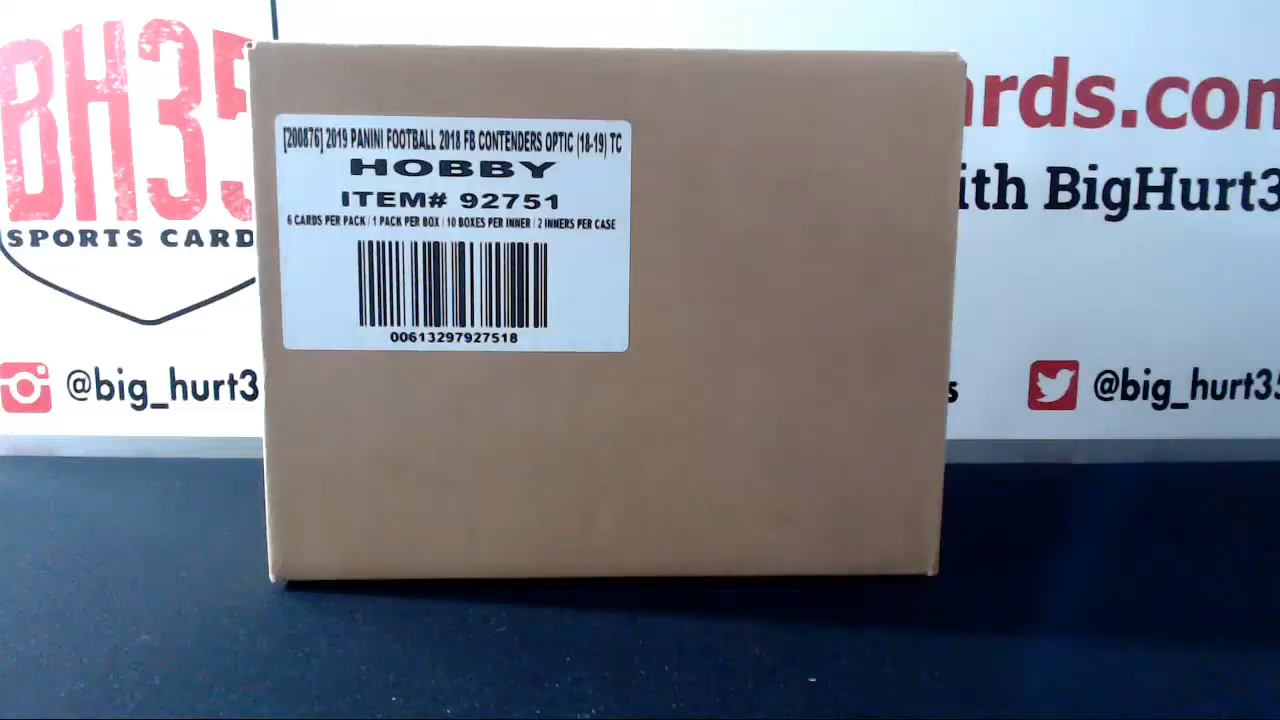 BH35
SPORTS CARD
@big_hurt3
[200876] 2019 PANINI FOOTBALL 2018 FB CONTENDERS OPTIC (18-19) TC
HOBBY
ITEM# 92751
6 CARDS PER PACK / 1 PACK PER BOX / 10 BOXES PER INNER / 2 INNERS PER CASE
00613297927518
rds.com
ith BigHurt3
s
@big_hurt35